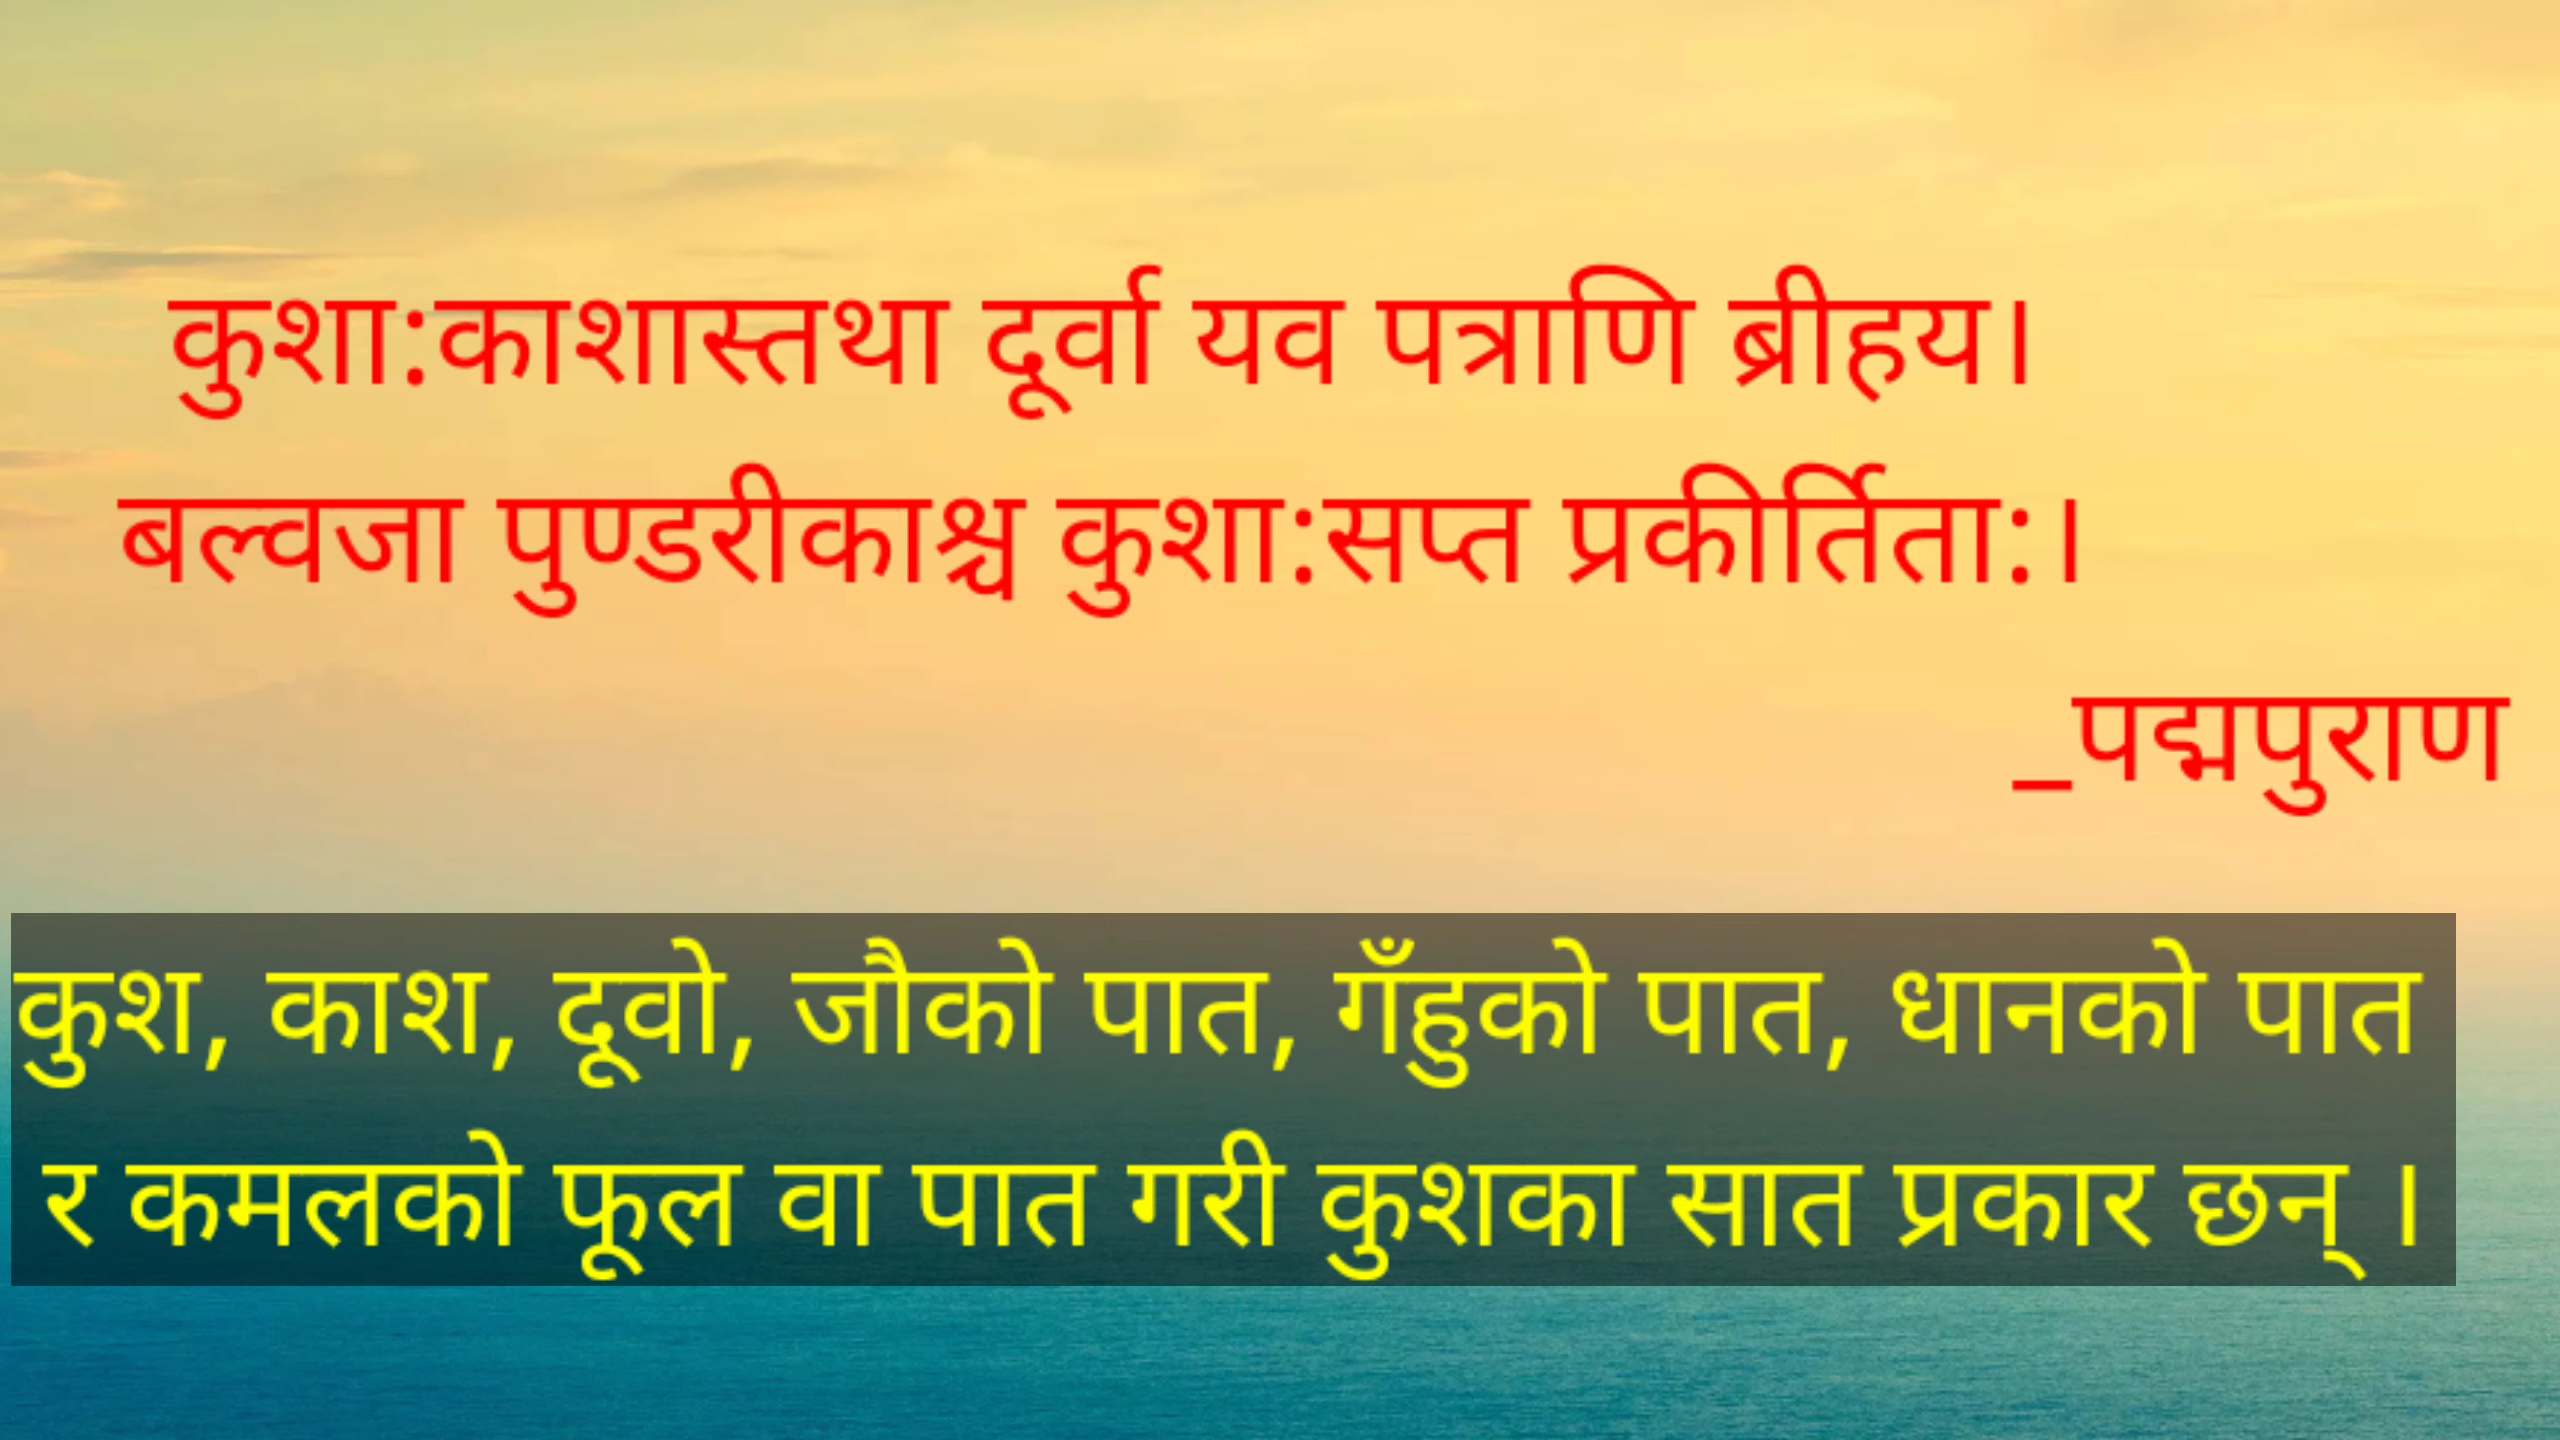 कुशा:काशास्तथा दूर्वा यव पत्राणि ब्रीहय।
बल्वजा पुण्डरीकाश्च कुशा:सप्त प्रकीर्तिता:।
_पद्मपुराण
कुश, काश, दूवो, जौको पात, गँहुको पात, धानको पात
र कमलको फूल वा पात गरी कुशका सात प्रकार छन् ।